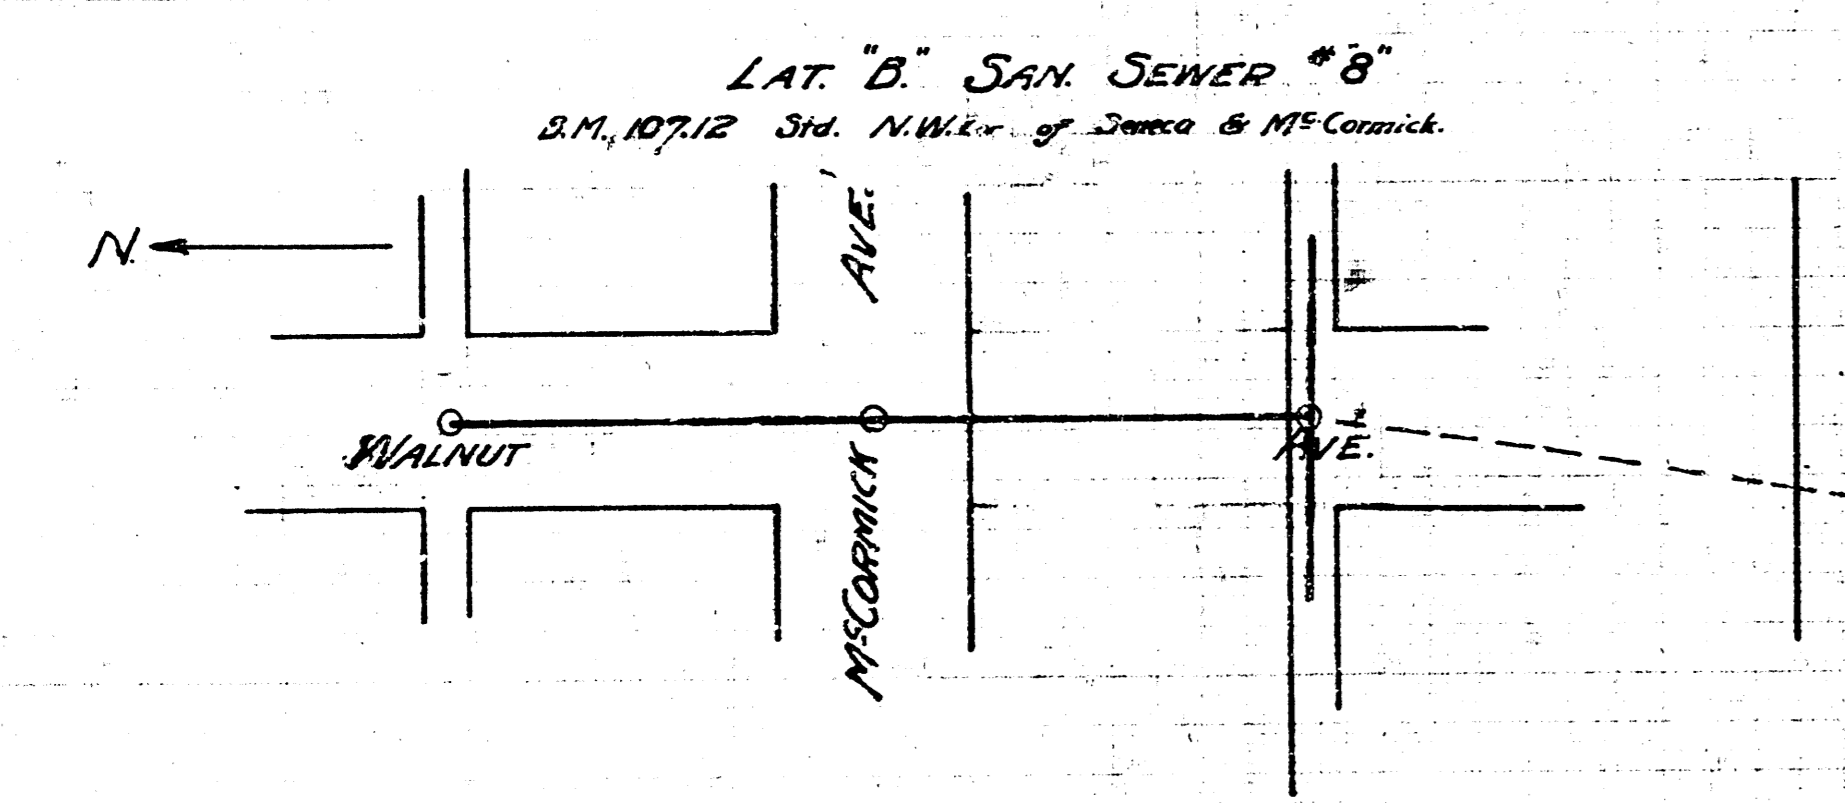 LAT. "B." SAN. SEWER #"8"
B.M. 107.12 Std. N.W. Cor. of Seneca & McCormick.
N.
McCORMICK AVE.
WALNUT AVE.